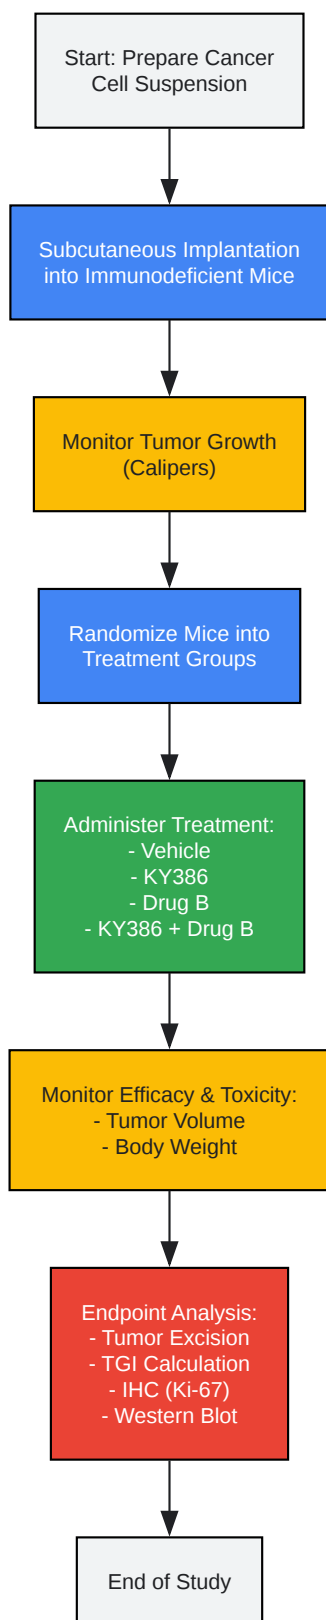 Start: Prepare Cancer
Cell Suspension
Subcutaneous Implantation
into Immunodeficient Mice
Monitor Tumor Growth
(Calipers)
Randomize Mice into
Treatment Groups
Administer Treatment:
- Vehicle
- KY386
- Drug B
- KY386 + Drug B
Monitor Efficacy & Toxicity:
- Tumor Volume
- Body Weight
Endpoint Analysis:
- Tumor Excision
- TGI Calculation
- IHC (Ki-67)
- Western Blot
End of Study